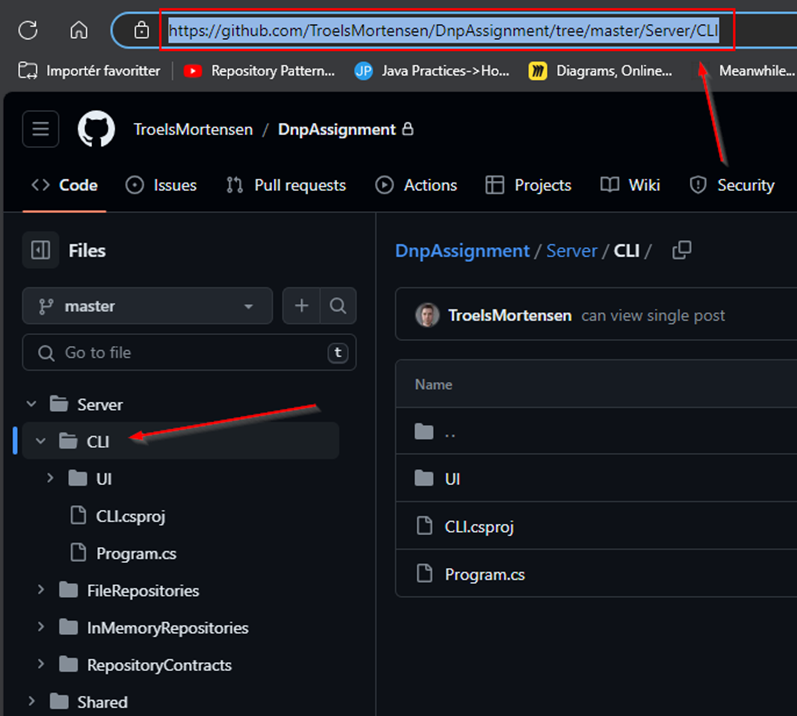 https://github.com/TroelsMortensen/DnpAssignment/tree/master/Server/CLI
Importér favoritter Repository Pattern... JP Java Practices->Ho... Diagrams, Online... Meanwhile...
TroelsMortensen / DnpAssignment
Code Issues Pull requests Actions Projects Wiki Security
Files
master
Go to file t
Server
CLI
UI
CLI.csproj
Program.cs
FileRepositories
InMemoryRepositories
RepositoryContracts
Shared
DnpAssignment / Server / CLI /
TroelsMortensen can view single post
Name
..
UI
CLI.csproj
Program.cs